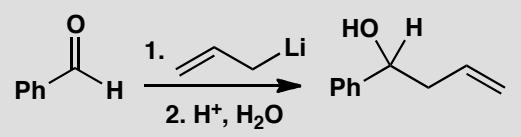 O
Ph H
1. Li
2. H⁺, H₂O
HO H
Ph